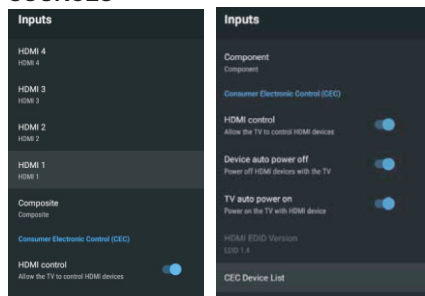 Inputs
HDMI 4
HDMI 4
HDMI 3
HDMI 3
HDMI 2
HDMI 2
HDMI 1
HDMI 1
Composite
Composite
Consumer Electronic Control (CEC)
HDMI control
Allow the TV to control HDMI devices
Inputs
Component
Component
Consumer Electronic Control (CEC)
HDMI control
Allow the TV to control HDMI devices
Device auto power off
Power off HDMI devices with the TV
TV auto power on
Power on the TV with HDMI device
HDMI EDID Version
EDID 1.4
CEC Device List